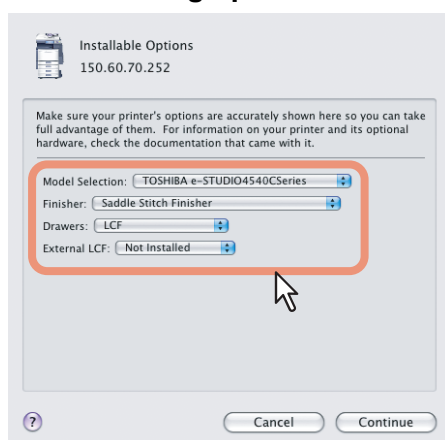 Installable Options
150.60.70.252
Make sure your printer's options are accurately shown here so you can take
full advantage of them. For information on your printer and its optional
hardware, check the documentation that came with it.
Model Selection: TOSHIBA e-STUDIO4540CSeries
Finisher: Saddle Stitch Finisher
Drawers: LCF
External LCF: Not Installed
? Cancel Continue